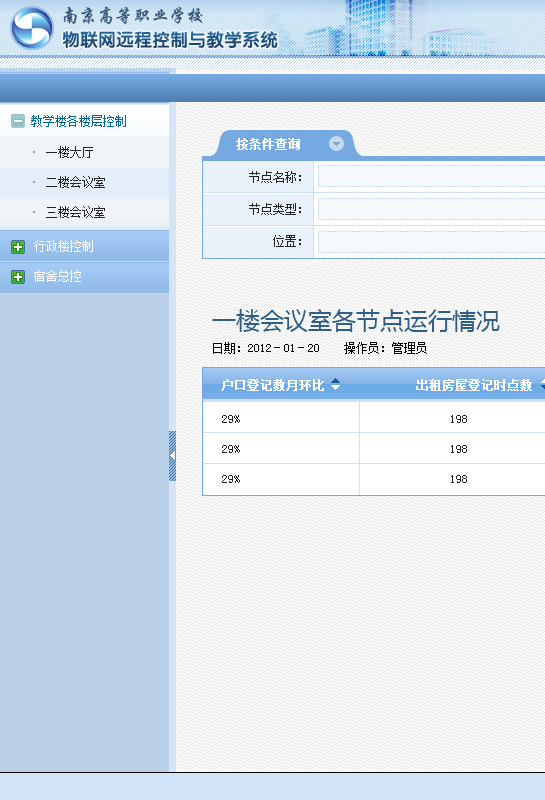 南京高等职业学校
物联网远程控制与教学系统
教学楼各楼层控制
· 一楼大厅
· 二楼会议室
· 三楼会议室
行政楼控制
宿舍总控
按条件查询
节点名称：
节点类型：
位置：
一楼会议室各节点运行情况
日期：2012-01-20 操作员：管理员
户口登记数月环比 出租房屋登记时点数
29% 198
29% 198
29% 198